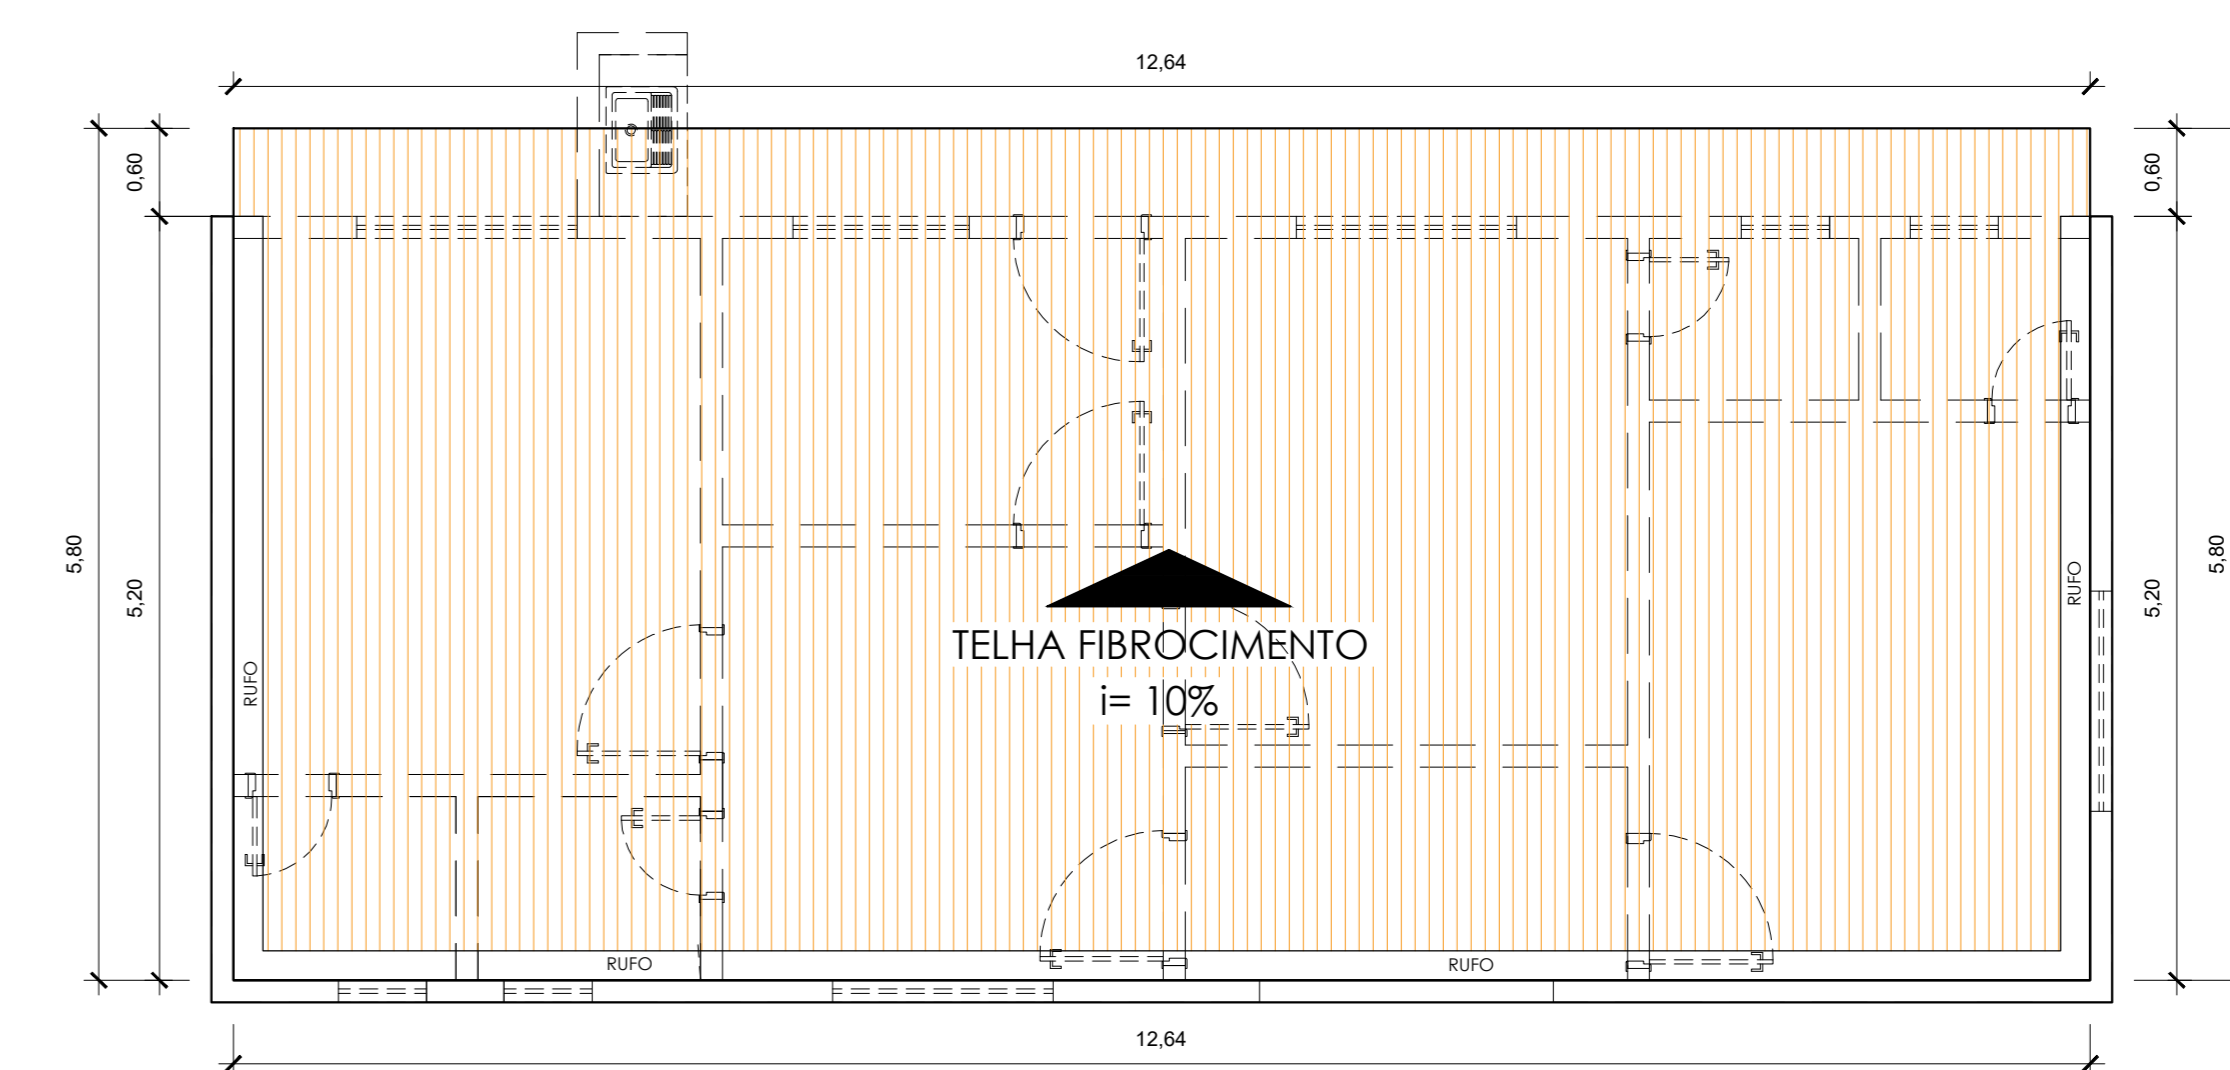 12,64
0,60
0,60
5,80
5,20
RUFO
TELHA FIBROCIMENTO
i= 10%
RUFO
5,20
5,80
RUFO
RUFO
12,64